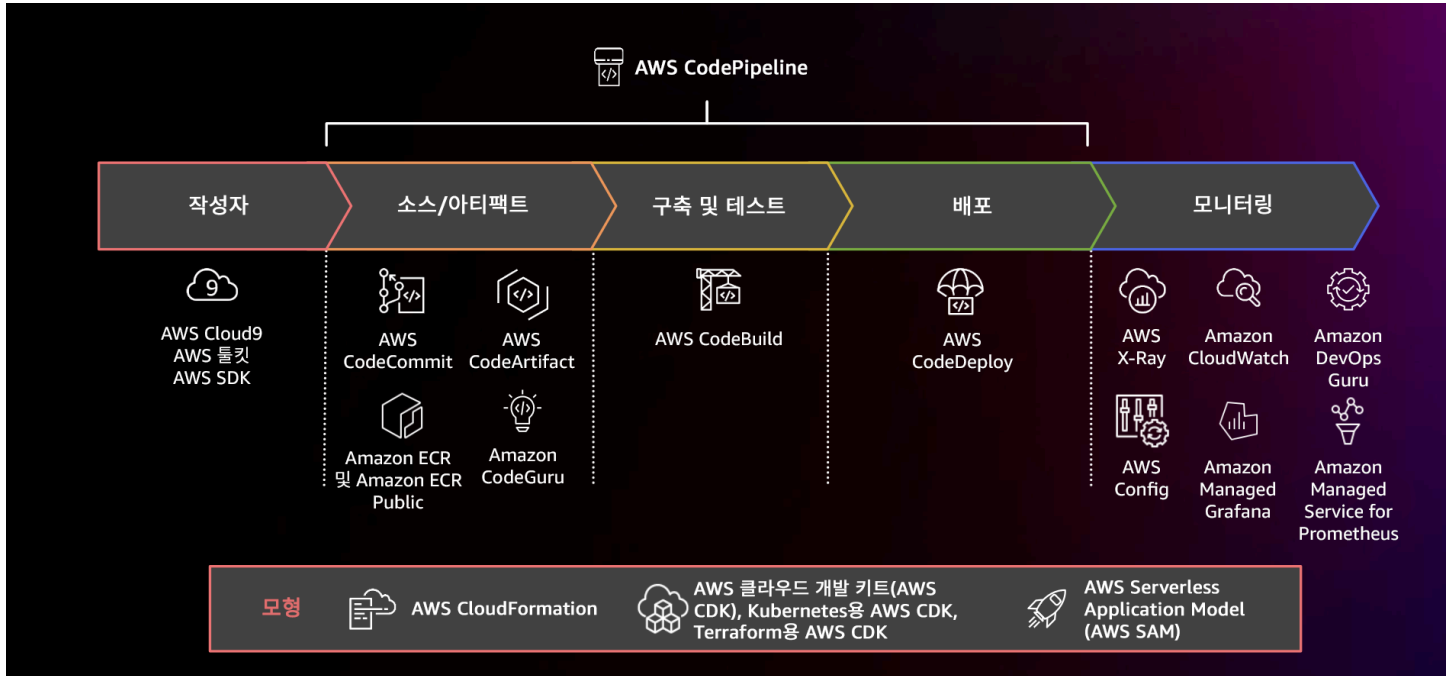 AWS CodePipeline
작성자
소스/아티팩트
구축 및 테스트
배포
모니터링
9
AWS Cloud9
AWS 툴킷
AWS SDK
AWS
CodeCommit
AWS
CodeArtifact
Amazon ECR
및 Amazon ECR
Public
Amazon
CodeGuru
AWS CodeBuild
AWS
CodeDeploy
AWS
X-Ray
Amazon
CloudWatch
Amazon
DevOps
Guru
AWS
Config
Amazon
Managed
Grafana
Amazon
Managed
Service for
Prometheus
모형
AWS CloudFormation
AWS 클라우드 개발 키트(AWS
CDK), Kubernetes용 AWS CDK,
Terraform용 AWS CDK
AWS Serverless
Application Model
(AWS SAM)